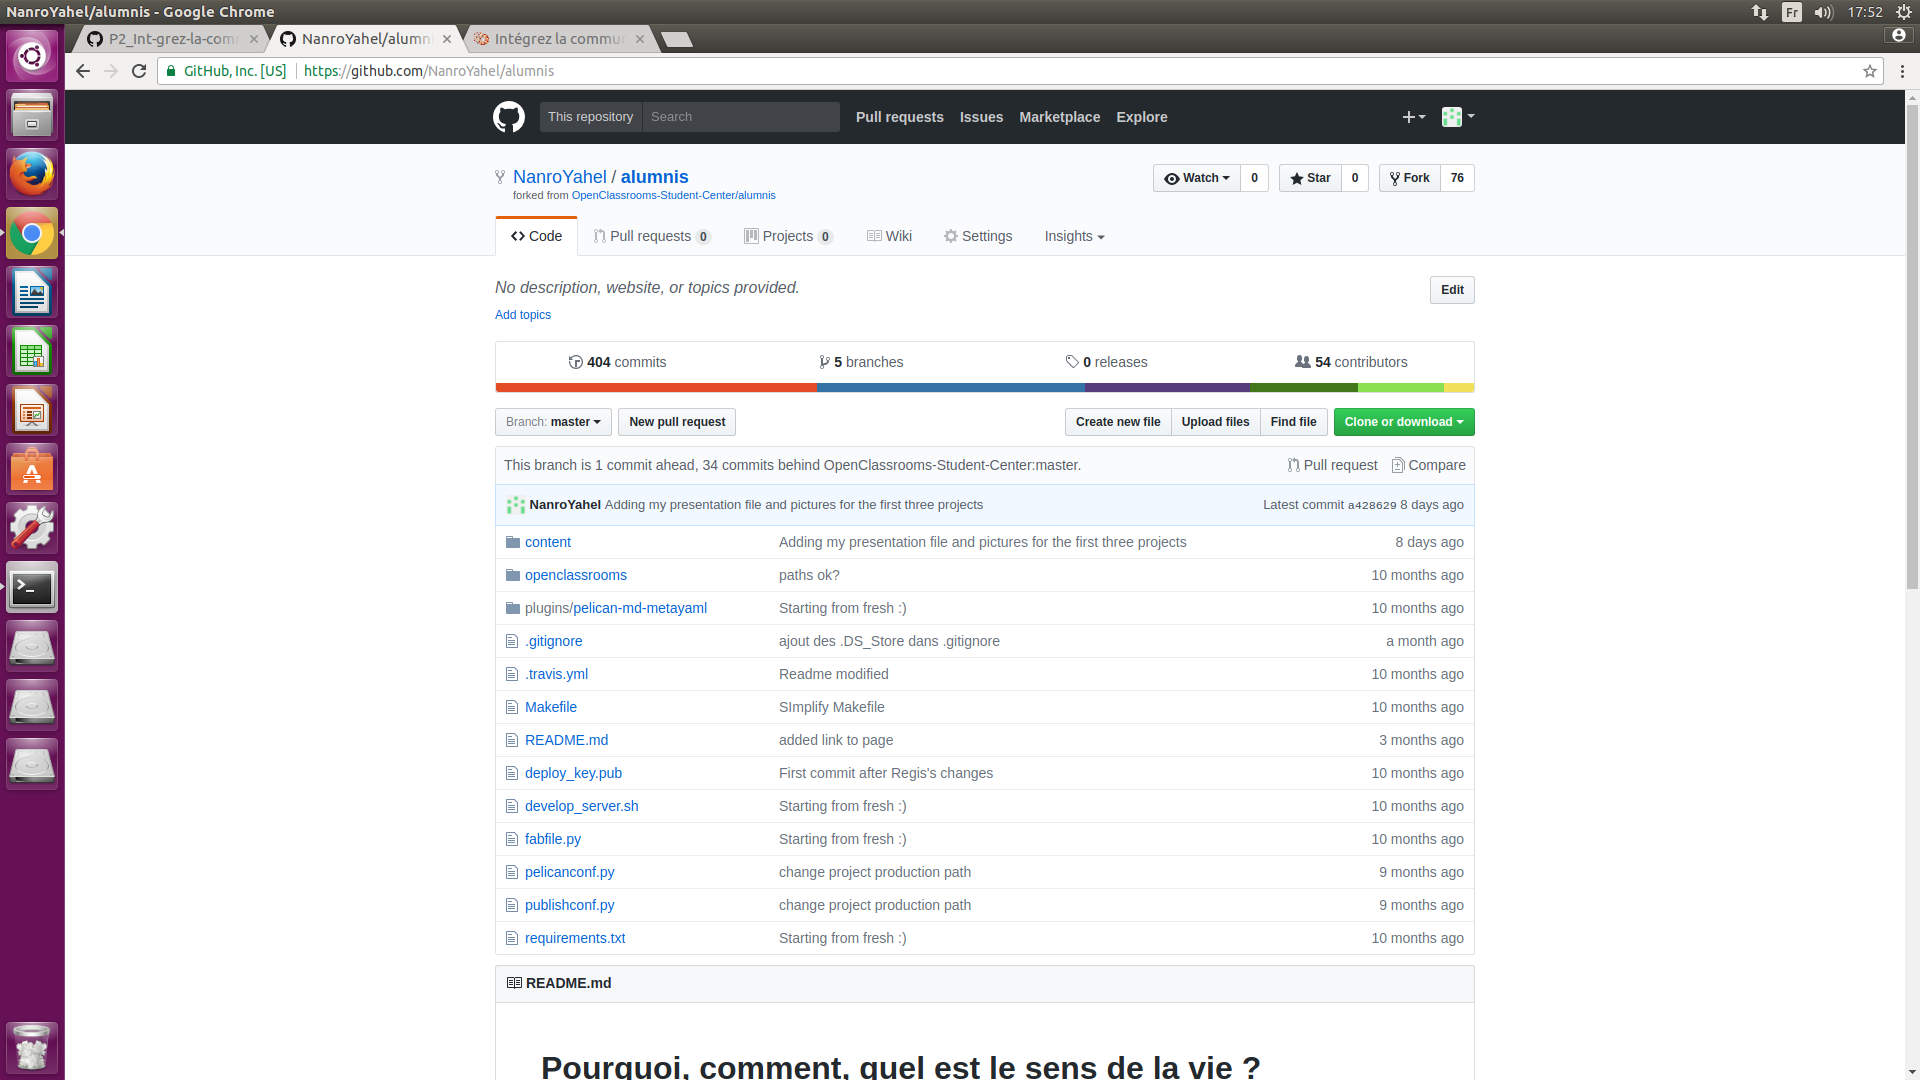 NanroYahel/alumnis - Google Chrome
Fr
17:52
P2_Int-grez-la-com
NanroYahel/alumni
Intégrez la commu
GitHub, Inc. [US]
https://github.com/NanroYahel/alumnis
This repository
Search
Pull requests
Issues
Marketplace
Explore
NanroYahel / alumnis
forked from OpenClassrooms-Student-Center/alumnis
Watch 0
Star 0
Fork 76
Code
Pull requests 0
Projects 0
Wiki
Settings
Insights
No description, website, or topics provided.
Edit
Add topics
404 commits
5 branches
0 releases
54 contributors
Branch: master
New pull request
Create new file
Upload files
Find file
Clone or download
This branch is 1 commit ahead, 34 commits behind OpenClassrooms-Student-Center:master.
Pull request
Compare
NanroYahel Adding my presentation file and pictures for the first three projects
Latest commit a428629 8 days ago
content Adding my presentation file and pictures for the first three projects 8 days ago
openclassrooms paths ok? 10 months ago
plugins/pelican-md-metayaml Starting from fresh :) 10 months ago
.gitignore ajout des .DS_Store dans .gitignore a month ago
.travis.yml Readme modified 10 months ago
Makefile SImplify Makefile 10 months ago
README.md added link to page 3 months ago
deploy_key.pub First commit after Regis's changes 10 months ago
develop_server.sh Starting from fresh :) 10 months ago
fabfile.py Starting from fresh :) 10 months ago
pelicanconf.py change project production path 9 months ago
publishconf.py change project production path 9 months ago
requirements.txt Starting from fresh :) 10 months ago
README.md
Pourquoi, comment, quel est le sens de la vie ?